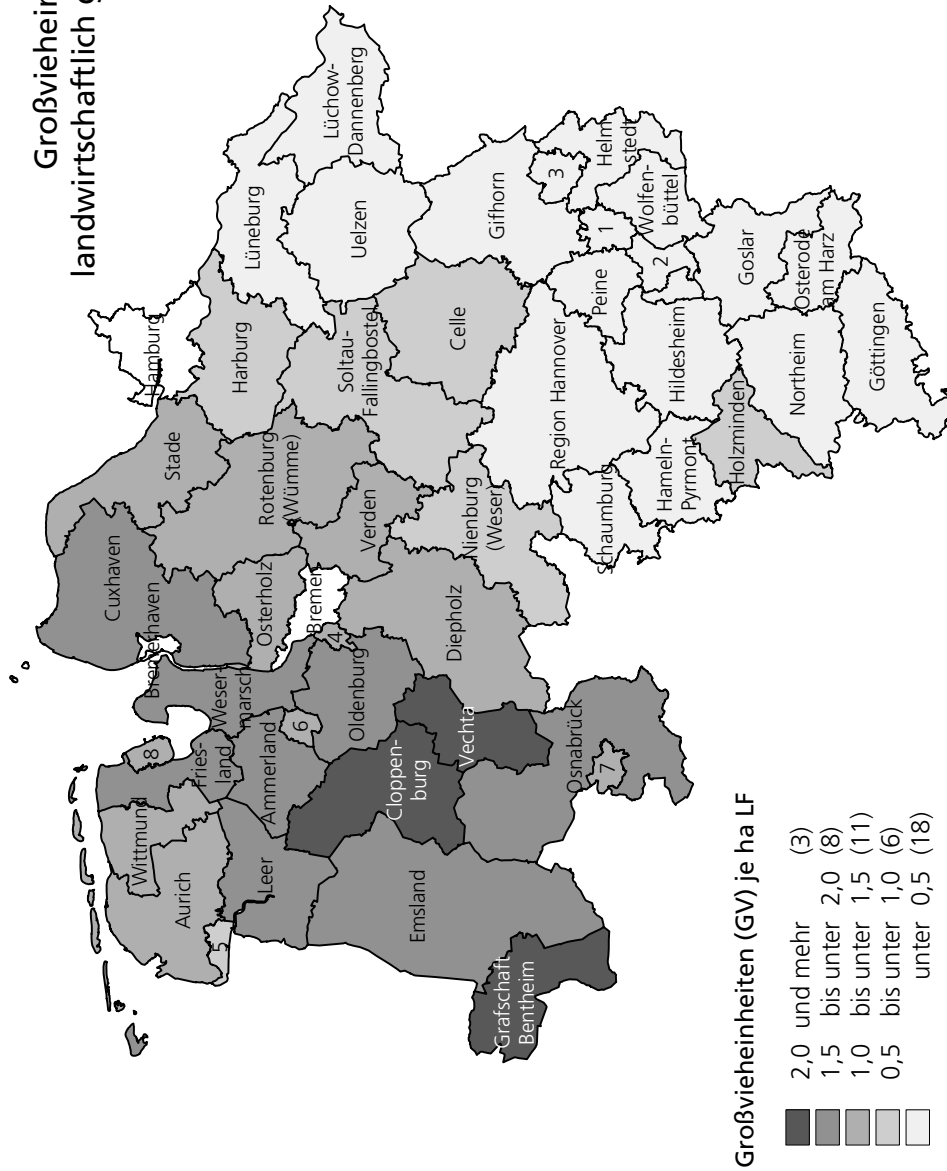 Großviehein
landwirtschaftlich g
Cuxhaven
Stade
Hamburg
Bremerhaven
Harburg
Lüneburg
Lüchow-
Dannenberg
Wittmund
8
Fries-
land
Weser-
marsch
Osterholz
Rotenburg
(Wümme)
Aurich
5
Leer
Ammerland
6
Oldenburg
4
Bremen
Verden
Soltau-
Fallingbostel
Uelzen
Cloppen-
burg
Vechta
Diepholz
Nienburg
(Weser)
Celle
Gifhorn
Emsland
Grafschaft
Bentheim
Osnabrück
7
Region Hannover
Schaumburg
Hameln-
Pyrmont
Hildesheim
Peine
1
2
3
Helm
stedt
Wolfen-
büttel
Holzminden
Northeim
Goslar
Osterode
am Harz
Göttingen
Großvieheinheiten (GV) je ha LF
2,0 und mehr (3)
1,5 bis unter 2,0 (8)
1,0 bis unter 1,5 (11)
0,5 bis unter 1,0 (6)
unter 0,5 (18)